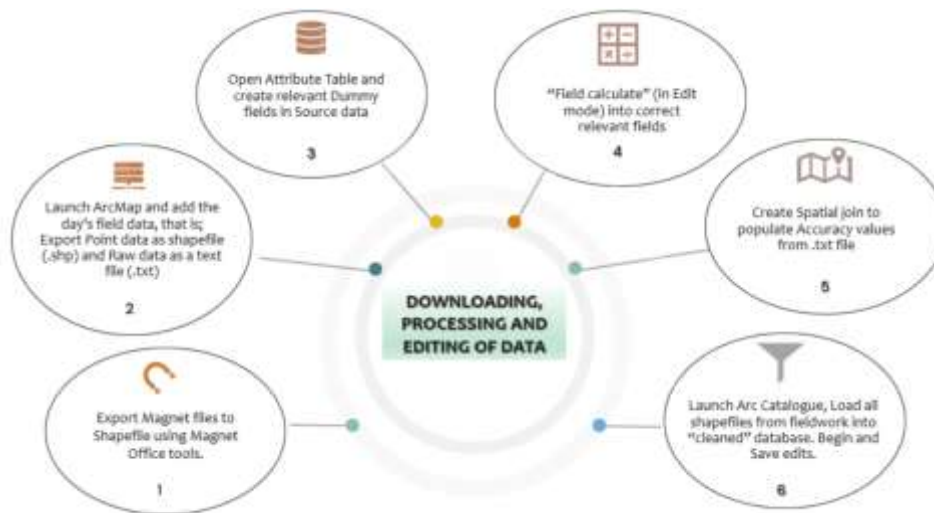 Open Attribute Table and
create relevant Dummy
fields in Source data
3
"Field calculate" (in Edit
mode) into correct
relevant fields
4
Launch ArcMap and add the
day's field data, that is;
Export Point data as shapefile
(.shp) and Raw data as a text
file (.txt)
2
Create Spatial join to
populate Accuracy values
from .txt file
5
DOWNLOADING,
PROCESSING AND
EDITING OF DATA
Export Magnet files to
Shapefile using Magnet
Office tools.
1
Launch Arc Catalogue, Load all
shapefiles from fieldwork into
"cleaned" database. Begin and
Save edits.
6